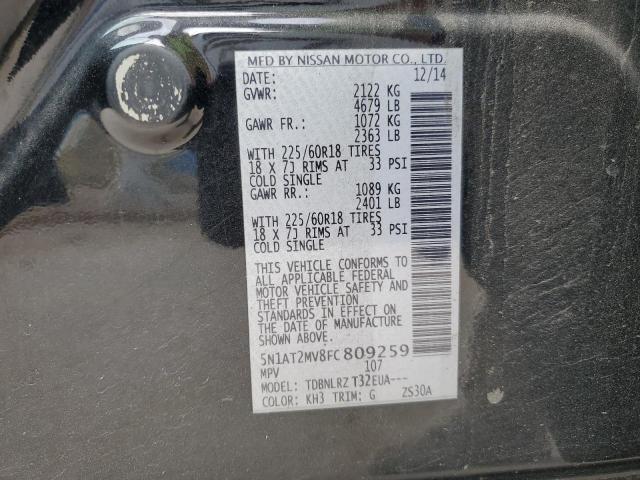 MFD BY NISSAN MOTOR CO., LTD.
DATE: 12/14
GVWR: 2122 KG
4679 LB
GAWR FR.: 1072 KG
2363 LB
WITH 225/60R18 TIRES
18 X 7J RIMS AT 33 PSI
COLD SINGLE
GAWR RR.: 1089 KG
2401 LB
WITH 225/60R18 TIRES
18 X 7J RIMS AT 33 PSI
COLD SINGLE
THIS VEHICLE CONFORMS TO
ALL APPLICABLE FEDERAL
MOTOR VEHICLE SAFETY AND
THEFT PREVENTION
STANDARDS IN EFFECT ON
THE DATE OF MANUFACTURE
SHOWN ABOVE.
5N1AT2MV8FC809259
MPV 107
MODEL: TDBNLRZ T32EUA---
COLOR: KH3 TRIM: G ZS30A